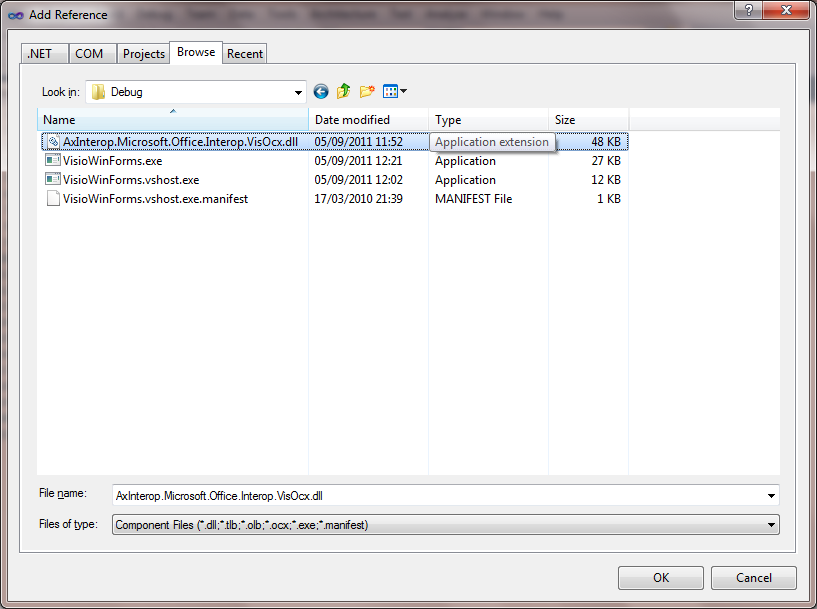 Add Reference
?
.NET COM Projects Browse Recent
Look in: Debug
Name Date modified Type Size
AxInterop.Microsoft.Office.Interop.VisOcx.dll 05/09/2011 11:52 Application extension 48 KB
VisioWinForms.exe 05/09/2011 12:21 Application 27 KB
VisioWinForms.vshost.exe 05/09/2011 12:02 Application 12 KB
VisioWinForms.vshost.exe.manifest 17/03/2010 21:39 MANIFEST File 1 KB
File name: AxInterop.Microsoft.Office.Interop.VisOcx.dll
Files of type: Component Files (*.dll;*.tlb;*.olb;*.ocx;*.exe;*.manifest)
OK Cancel